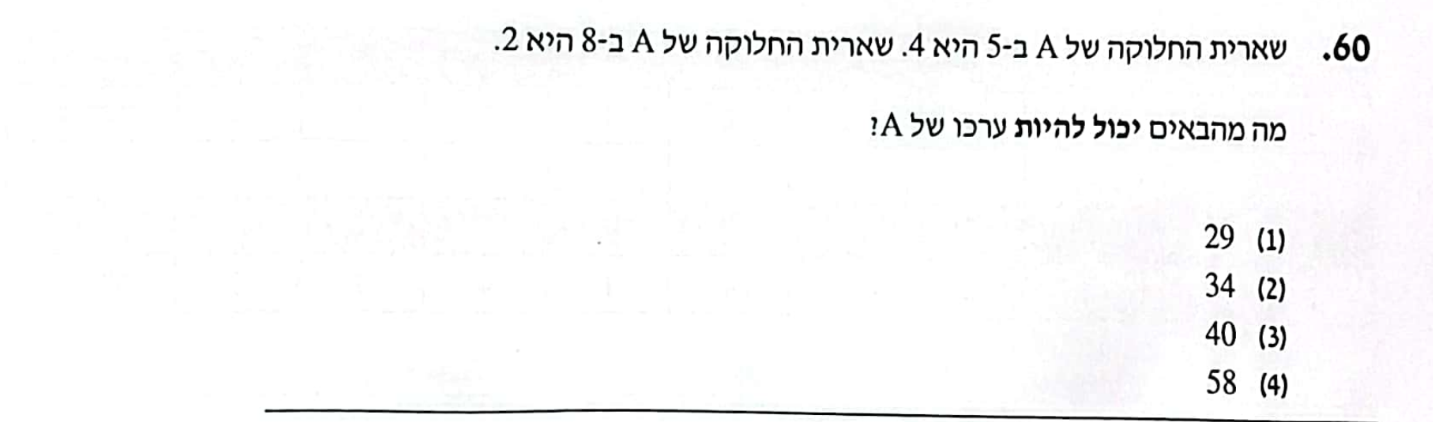 60. שארית החלוקה של A ב-5 היא 4. שארית החלוקה של A ב-8 היא 2.
מה מהבאים יכול להיות ערכו של A?
(1) 29
(2) 34
(3) 40
(4) 58